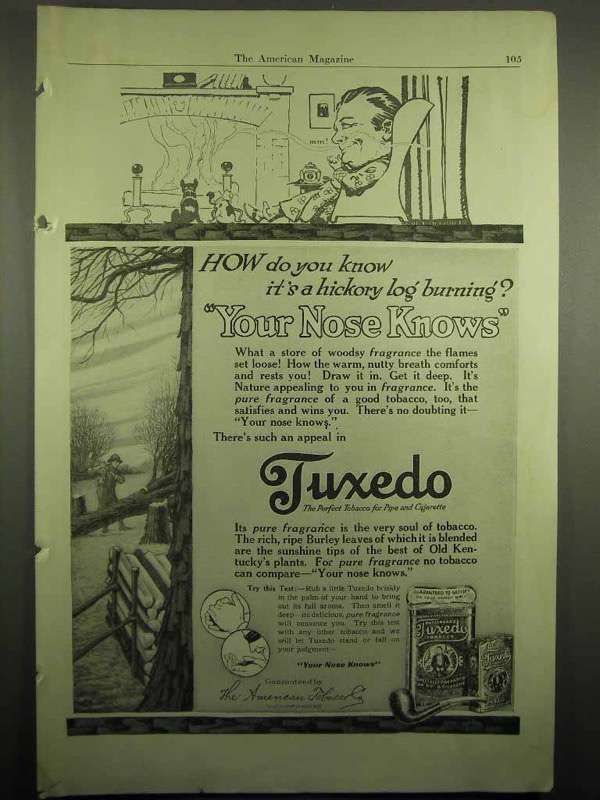 The American Magazine 105
mm!
HOW do you know
it's a hickory log burning?
"Your Nose Knows"
What a store of woodsy fragrance the flames
set loose! How the warm, nutty breath comforts
and rests you! Draw it in. Get it deep. It's
Nature appealing to you in fragrance. It's the
pure fragrance of a good tobacco, too, that
satisfies and wins you. There's no doubting it—
"Your nose knows."
There's such an appeal in
Tuxedo
The Perfect Tobacco for Pipe and Cigarette
Its pure fragrance is the very soul of tobacco.
The rich, ripe Burley leaves of which it is blended
are the sunshine tips of the best of Old Ken-
tucky's plants. For pure fragrance no tobacco
can compare—"Your nose knows."
Try this Test:—Rub a little Tuxedo briskly
in the palm of your hand to bring
out its full aroma. Then smell it
deep—its delicious, pure fragrance
will convince you. Try this test
with any other tobacco and we
will let Tuxedo stand or fall on
your judgment—
"Your Nose Knows"
Guaranteed by
The American Tobacco Co
INCORPORATED
Tuxedo
TOBACCO
Tuxedo